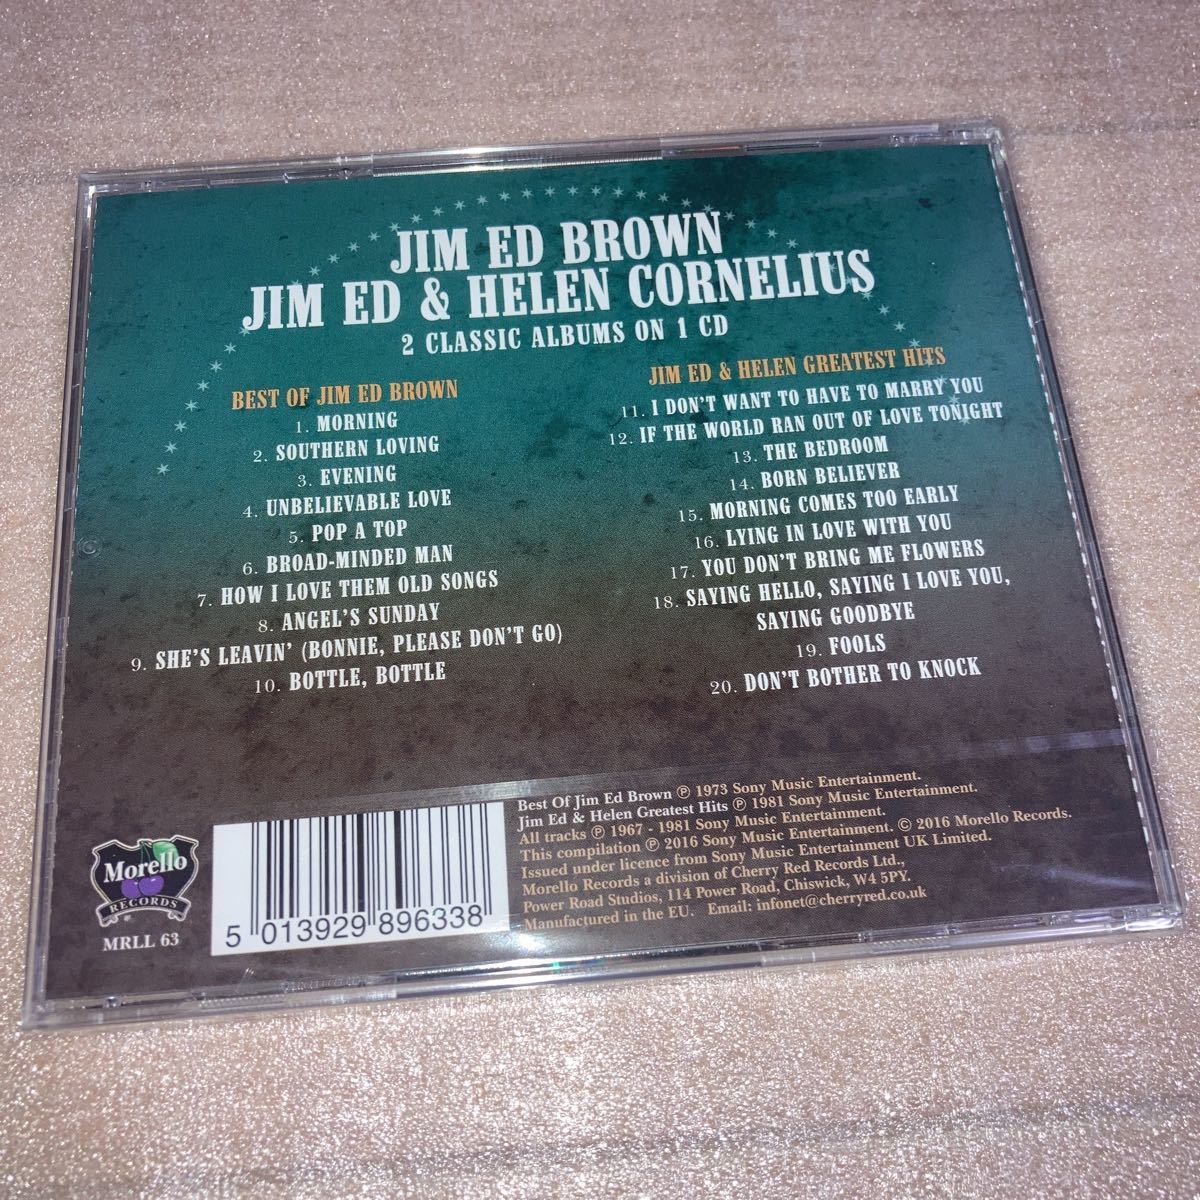 JIM ED BROWN
JIM ED & HELEN CORNELIUS
2 CLASSIC ALBUMS ON 1 CD
BEST OF JIM ED BROWN
1. MORNING
2. SOUTHERN LOVING
3. EVENING
4. UNBELIEVABLE LOVE
5. POP A TOP
6. BROAD-MINDED MAN
7. HOW I LOVE THEM OLD SONGS
8. ANGEL'S SUNDAY
9. SHE'S LEAVIN' (BONNIE, PLEASE DON'T GO)
10. BOTTLE, BOTTLE
JIM ED & HELEN GREATEST HITS
11. I DON'T WANT TO HAVE TO MARRY YOU
12. IF THE WORLD RAN OUT OF LOVE TONIGHT
13. THE BEDROOM
14. BORN BELIEVER
15. MORNING COMES TOO EARLY
16. LYING IN LOVE WITH YOU
17. YOU DON'T BRING ME FLOWERS
18. SAYING HELLO, SAYING I LOVE YOU,
SAYING GOODBYE
19. FOOLS
20. DON'T BOTHER TO KNOCK
Morello
RECORDS
MRLL 63
5 013929 896338
Best Of Jim Ed Brown ℗ 1973 Sony Music Entertainment.
Jim Ed & Helen Greatest Hits ℗ 1981 Sony Music Entertainment.
All tracks ℗ 1967 - 1981 Sony Music Entertainment.
This compilation ℗ 2016 Sony Music Entertainment. © 2016 Morello Records.
Issued under licence from Sony Music Entertainment UK Limited.
Morello Records a division of Cherry Red Records Ltd.,
Power Road Studios, 114 Power Road, Chiswick, W4 5PY.
Manufactured in the EU. Email: infonet@cherryred.co.uk